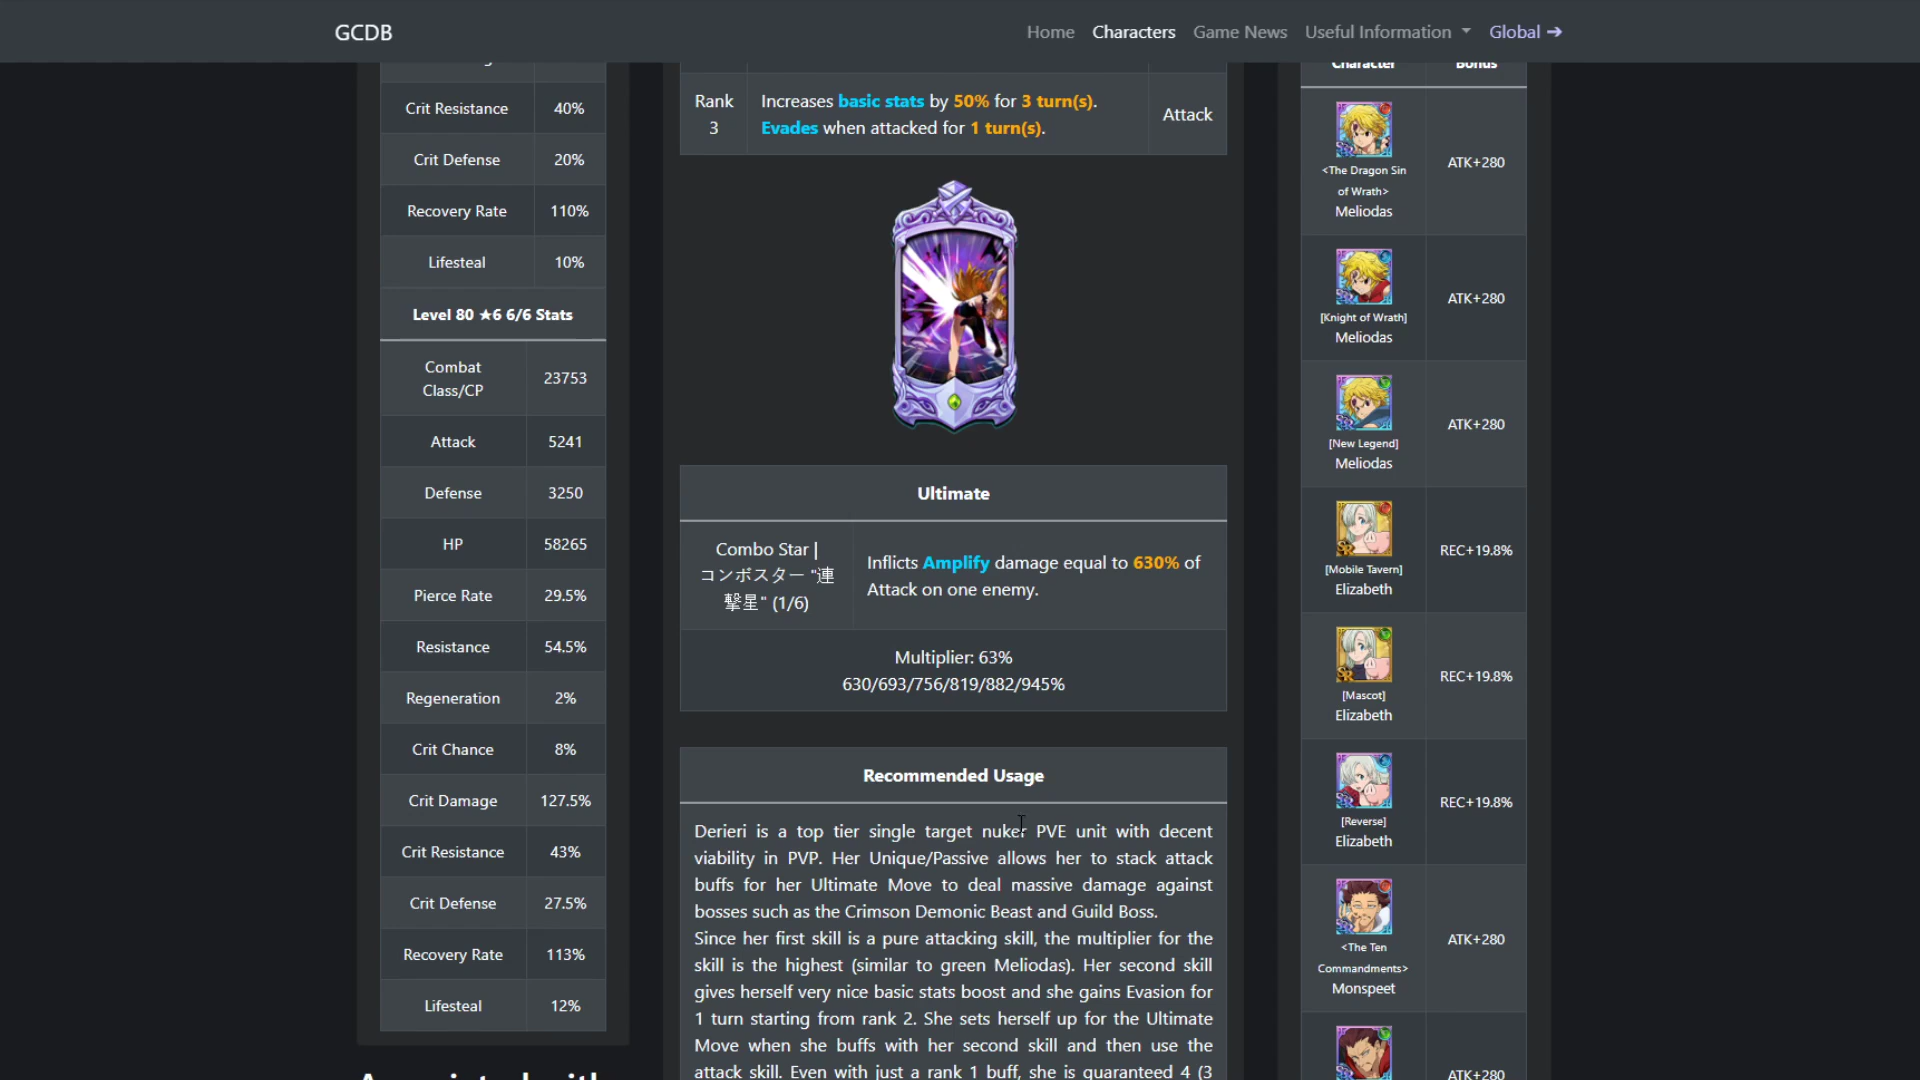 GCDB
Home
Characters
Game News
Useful Information
Global ➔
Crit Resistance 40%
Crit Defense 20%
Recovery Rate 110%
Lifesteal 10%
Level 80 ★6 6/6 Stats
Combat
Class/CP
23753
Attack 5241
Defense 3250
HP 58265
Pierce Rate 29.5%
Resistance 54.5%
Regeneration 2%
Crit Chance 8%
Crit Damage 127.5%
Crit Resistance 43%
Crit Defense 27.5%
Recovery Rate 113%
Lifesteal 12%
Rank
3
Increases basic stats by 50% for 3 turn(s).
Evades when attacked for 1 turn(s).
Attack
Ultimate
Combo Star |
コンボスター "連
撃星" (1/6)
Inflicts Amplify damage equal to 630% of
Attack on one enemy.
Multiplier: 63%
630/693/756/819/882/945%
Recommended Usage
Derieri is a top tier single target nuker PVE unit with decent
viability in PVP. Her Unique/Passive allows her to stack attack
buffs for her Ultimate Move to deal massive damage against
bosses such as the Crimson Demonic Beast and Guild Boss.
Since her first skill is a pure attacking skill, the multiplier for the
skill is the highest (similar to green Meliodas). Her second skill
gives herself very nice basic stats boost and she gains Evasion for
1 turn starting from rank 2. She sets herself up for the Ultimate
Move when she buffs with her second skill and then use the
attack skill. Even with just a rank 1 buff, she is guaranteed 4 (3
Character Bonus
<The Dragon Sin
of Wrath>
Meliodas
ATK+280
[Knight of Wrath]
Meliodas
ATK+280
[New Legend]
Meliodas
ATK+280
[Mobile Tavern]
Elizabeth
REC+19.8%
[Mascot]
Elizabeth
REC+19.8%
[Reverse]
Elizabeth
REC+19.8%
<The Ten
Commandments>
Monspeet
ATK+280
ATK+280